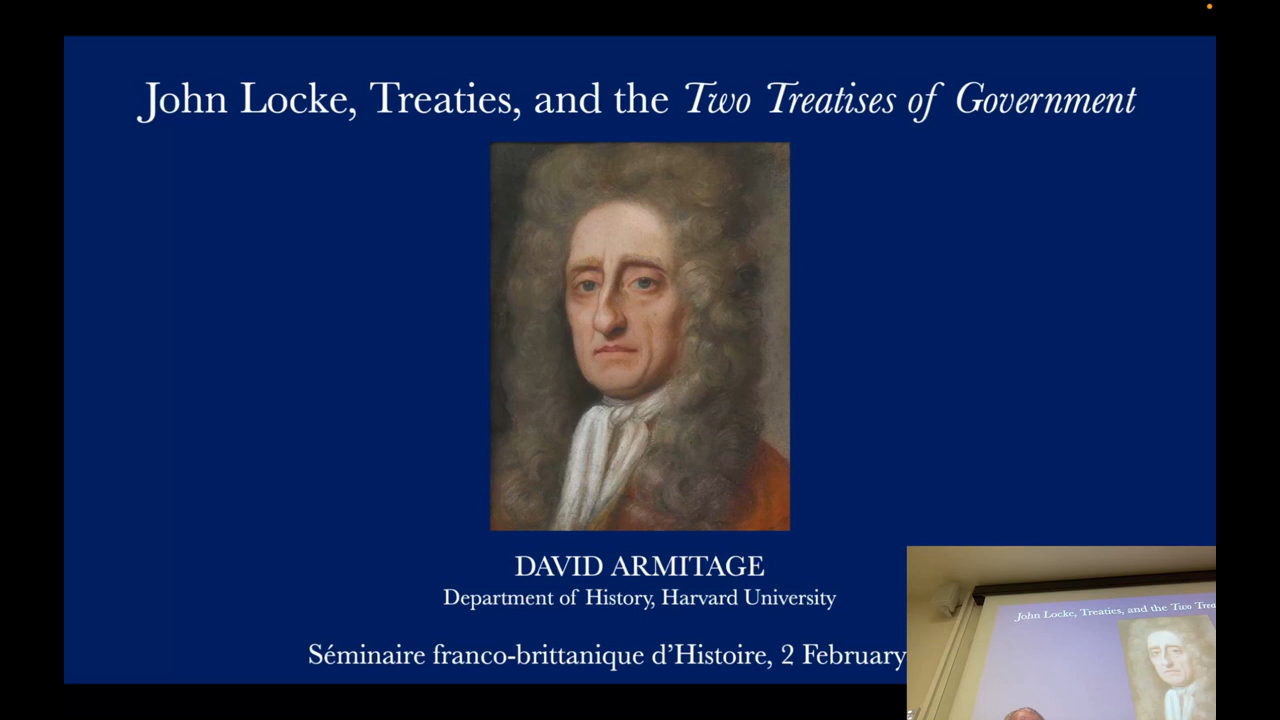 John Locke, Treaties, and the Two Treatises of Government
DAVID ARMITAGE
Department of History, Harvard University
Séminaire franco-brittanique d'Histoire, 2 February
John Locke, Treaties, and the Two Trea